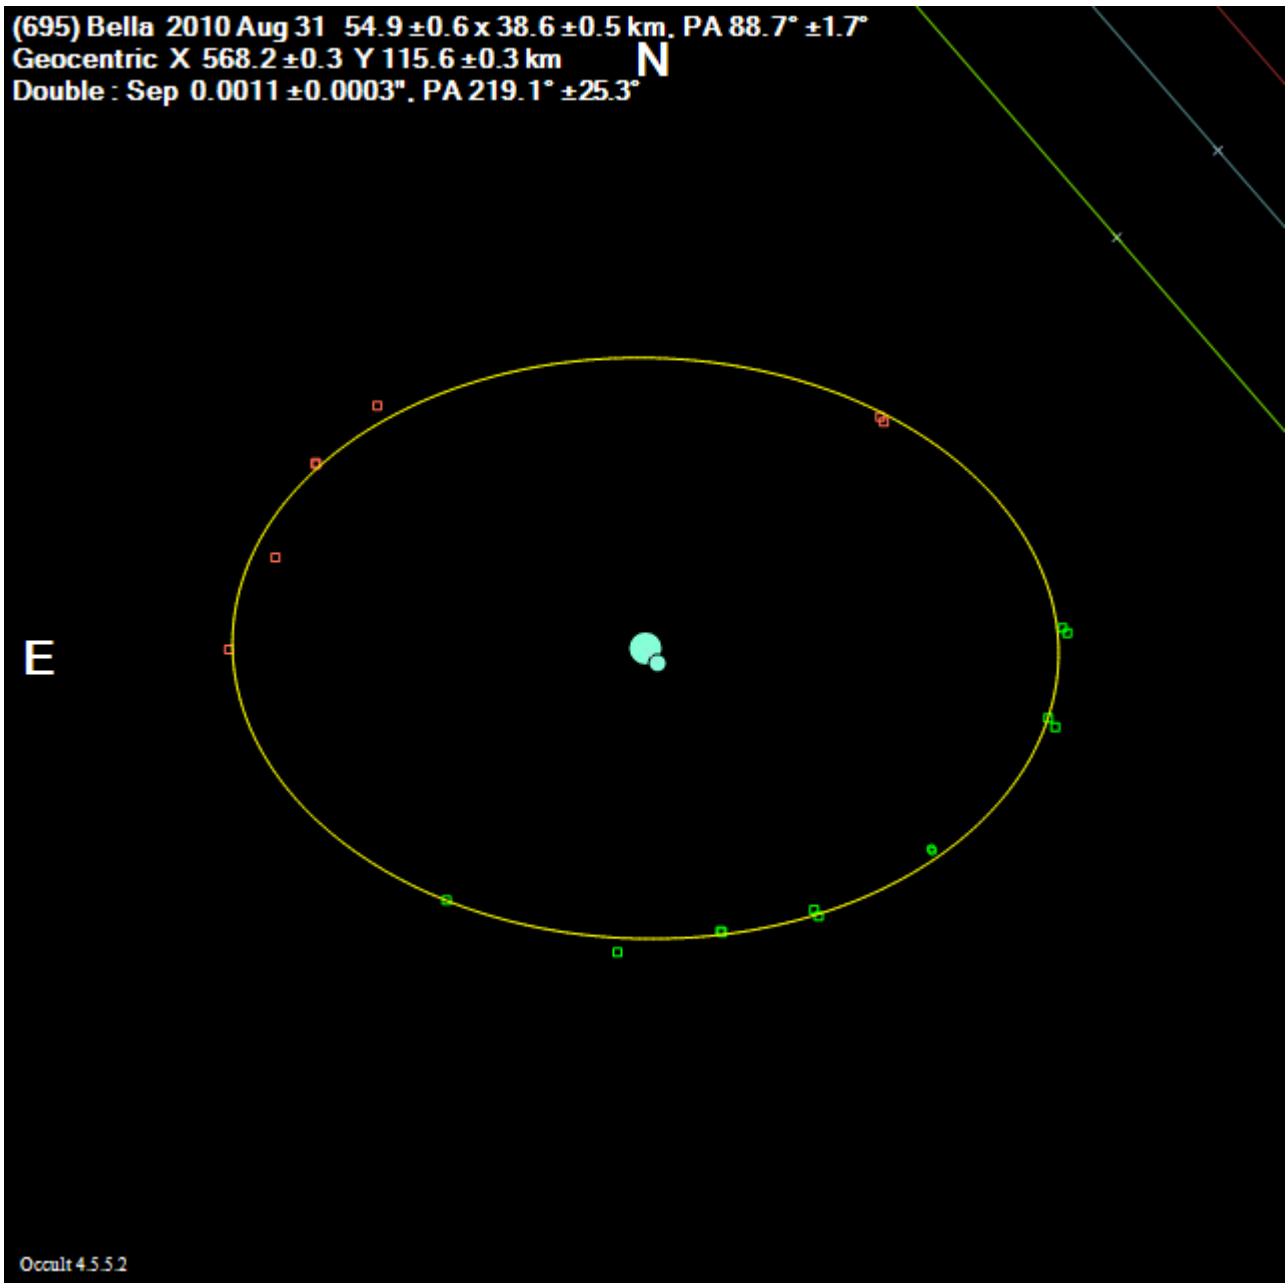 (695) Bella 2010 Aug 31 54.9 ±0.6 x 38.6 ±0.5 km, PA 88.7° ±1.7°
Geocentric X 568.2 ±0.3 Y 115.6 ±0.3 km
N
Double : Sep 0.0011 ±0.0003", PA 219.1° ±25.3°
E
Occult 4.5.5.2